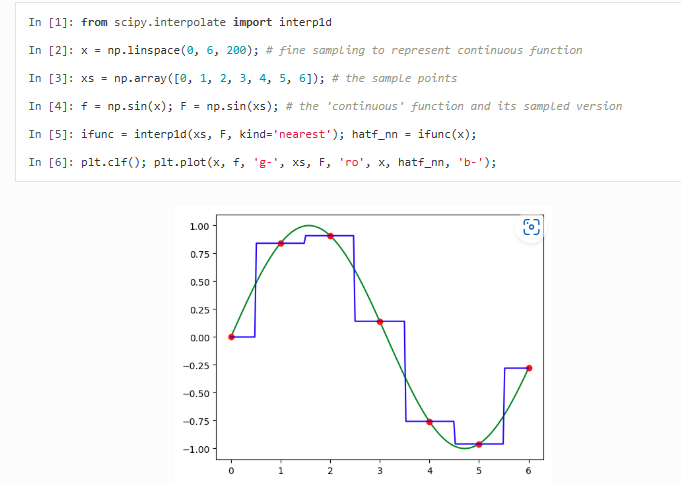 In [1]: from scipy.interpolate import interp1d
In [2]: x = np.linspace(0, 6, 200); # fine sampling to represent continuous function
In [3]: xs = np.array([0, 1, 2, 3, 4, 5, 6]); # the sample points
In [4]: f = np.sin(x); F = np.sin(xs); # the 'continuous' function and its sampled version
In [5]: ifunc = interp1d(xs, F, kind='nearest'); hatf_nn = ifunc(x);
In [6]: plt.clf(); plt.plot(x, f, 'g-', xs, F, 'ro', x, hatf_nn, 'b-');
1.00
0.75
0.50
0.25
0.00
−0.25
−0.50
−0.75
−1.00
0 1 2 3 4 5 6